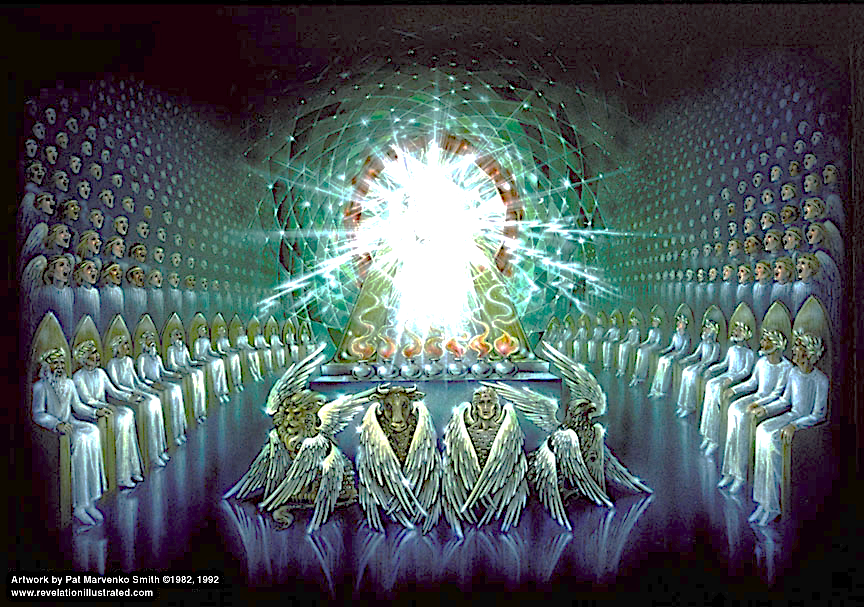 Artwork by Pat Marvenko Smith ©1982, 1992
www.revelationillustrated.com